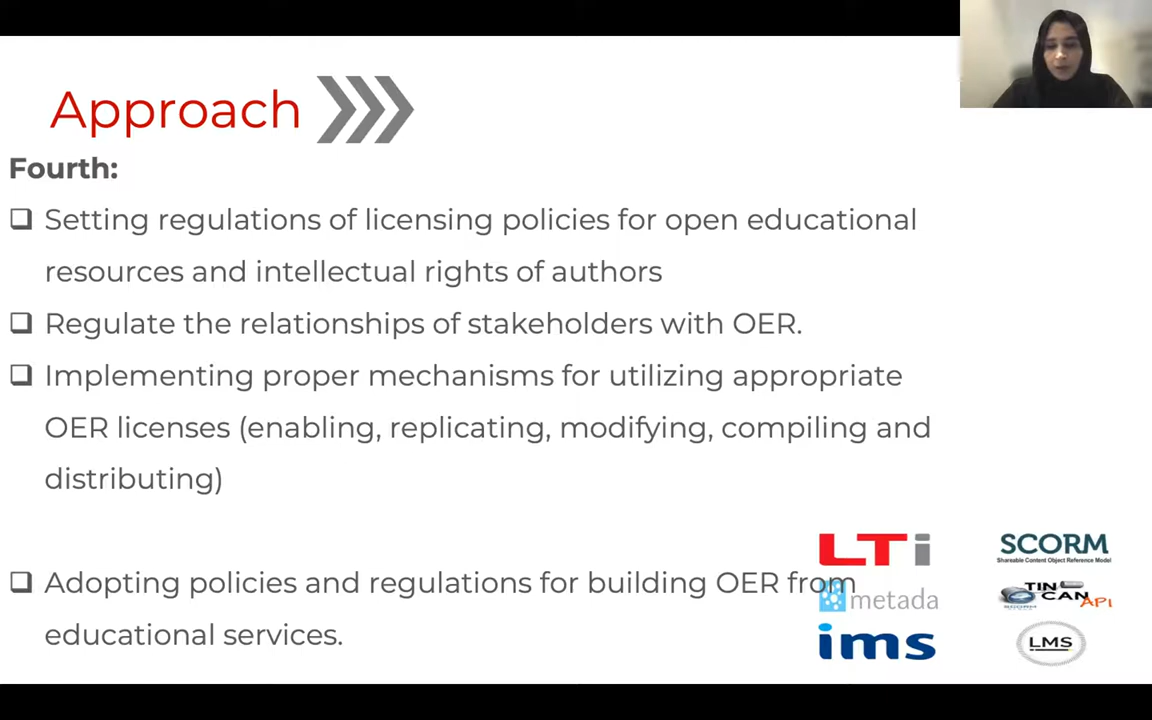 Approach
Fourth:
Setting regulations of licensing policies for open educational
resources and intellectual rights of authors
Regulate the relationships of stakeholders with OER.
Implementing proper mechanisms for utilizing appropriate
OER licenses (enabling, replicating, modifying, compiling and
distributing)
Adopting policies and regulations for building OER from
educational services.
LTi
SCORM
Shareable Content Object Reference Model
metada
TIN
CAN
API
SCORM
ims
LMS